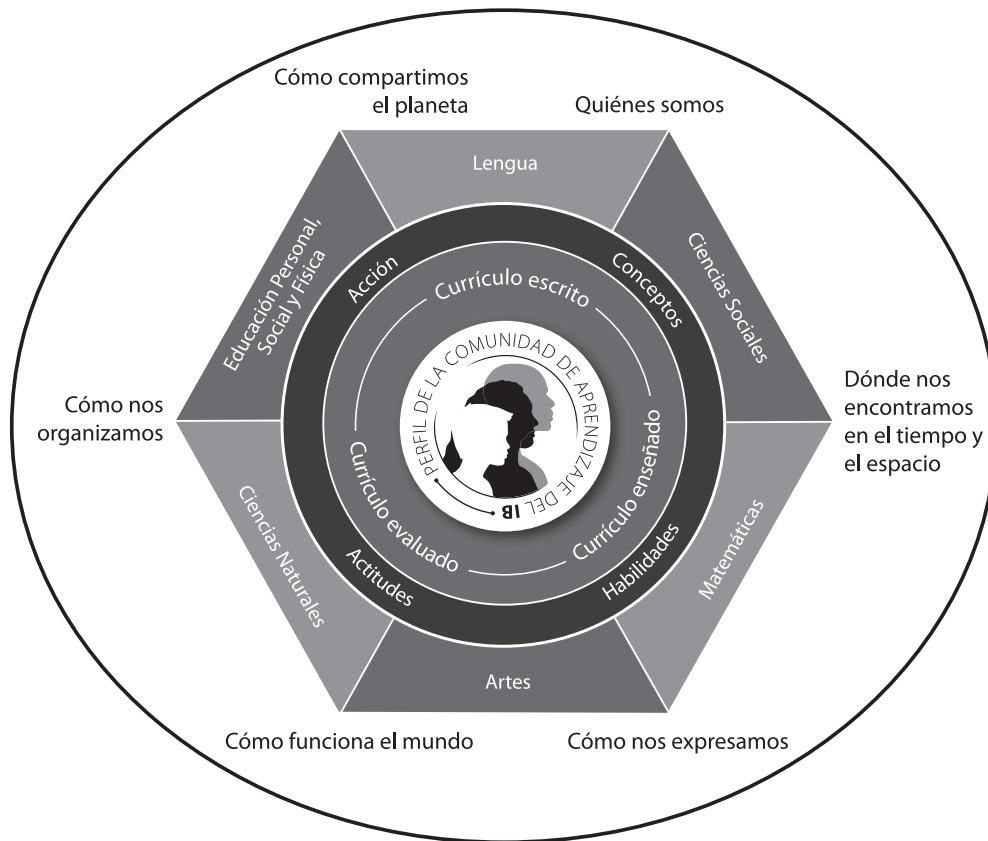 Cómo compartimos
el planeta
Quiénes somos
Lengua
Educación Personal,
Social y Física
Ciencias Sociales
Acción
Conceptos
Currículo escrito
PERFIL DE LA COMUNIDAD DE APRENDIZAJE DEL IB
Cómo nos
organizamos
Dónde nos
encontramos
en el tiempo y
el espacio
Currículo evaluado
Currículo enseñado
Ciencias Naturales
Actitudes
Habilidades
Matemáticas
Artes
Cómo funciona el mundo
Cómo nos expresamos